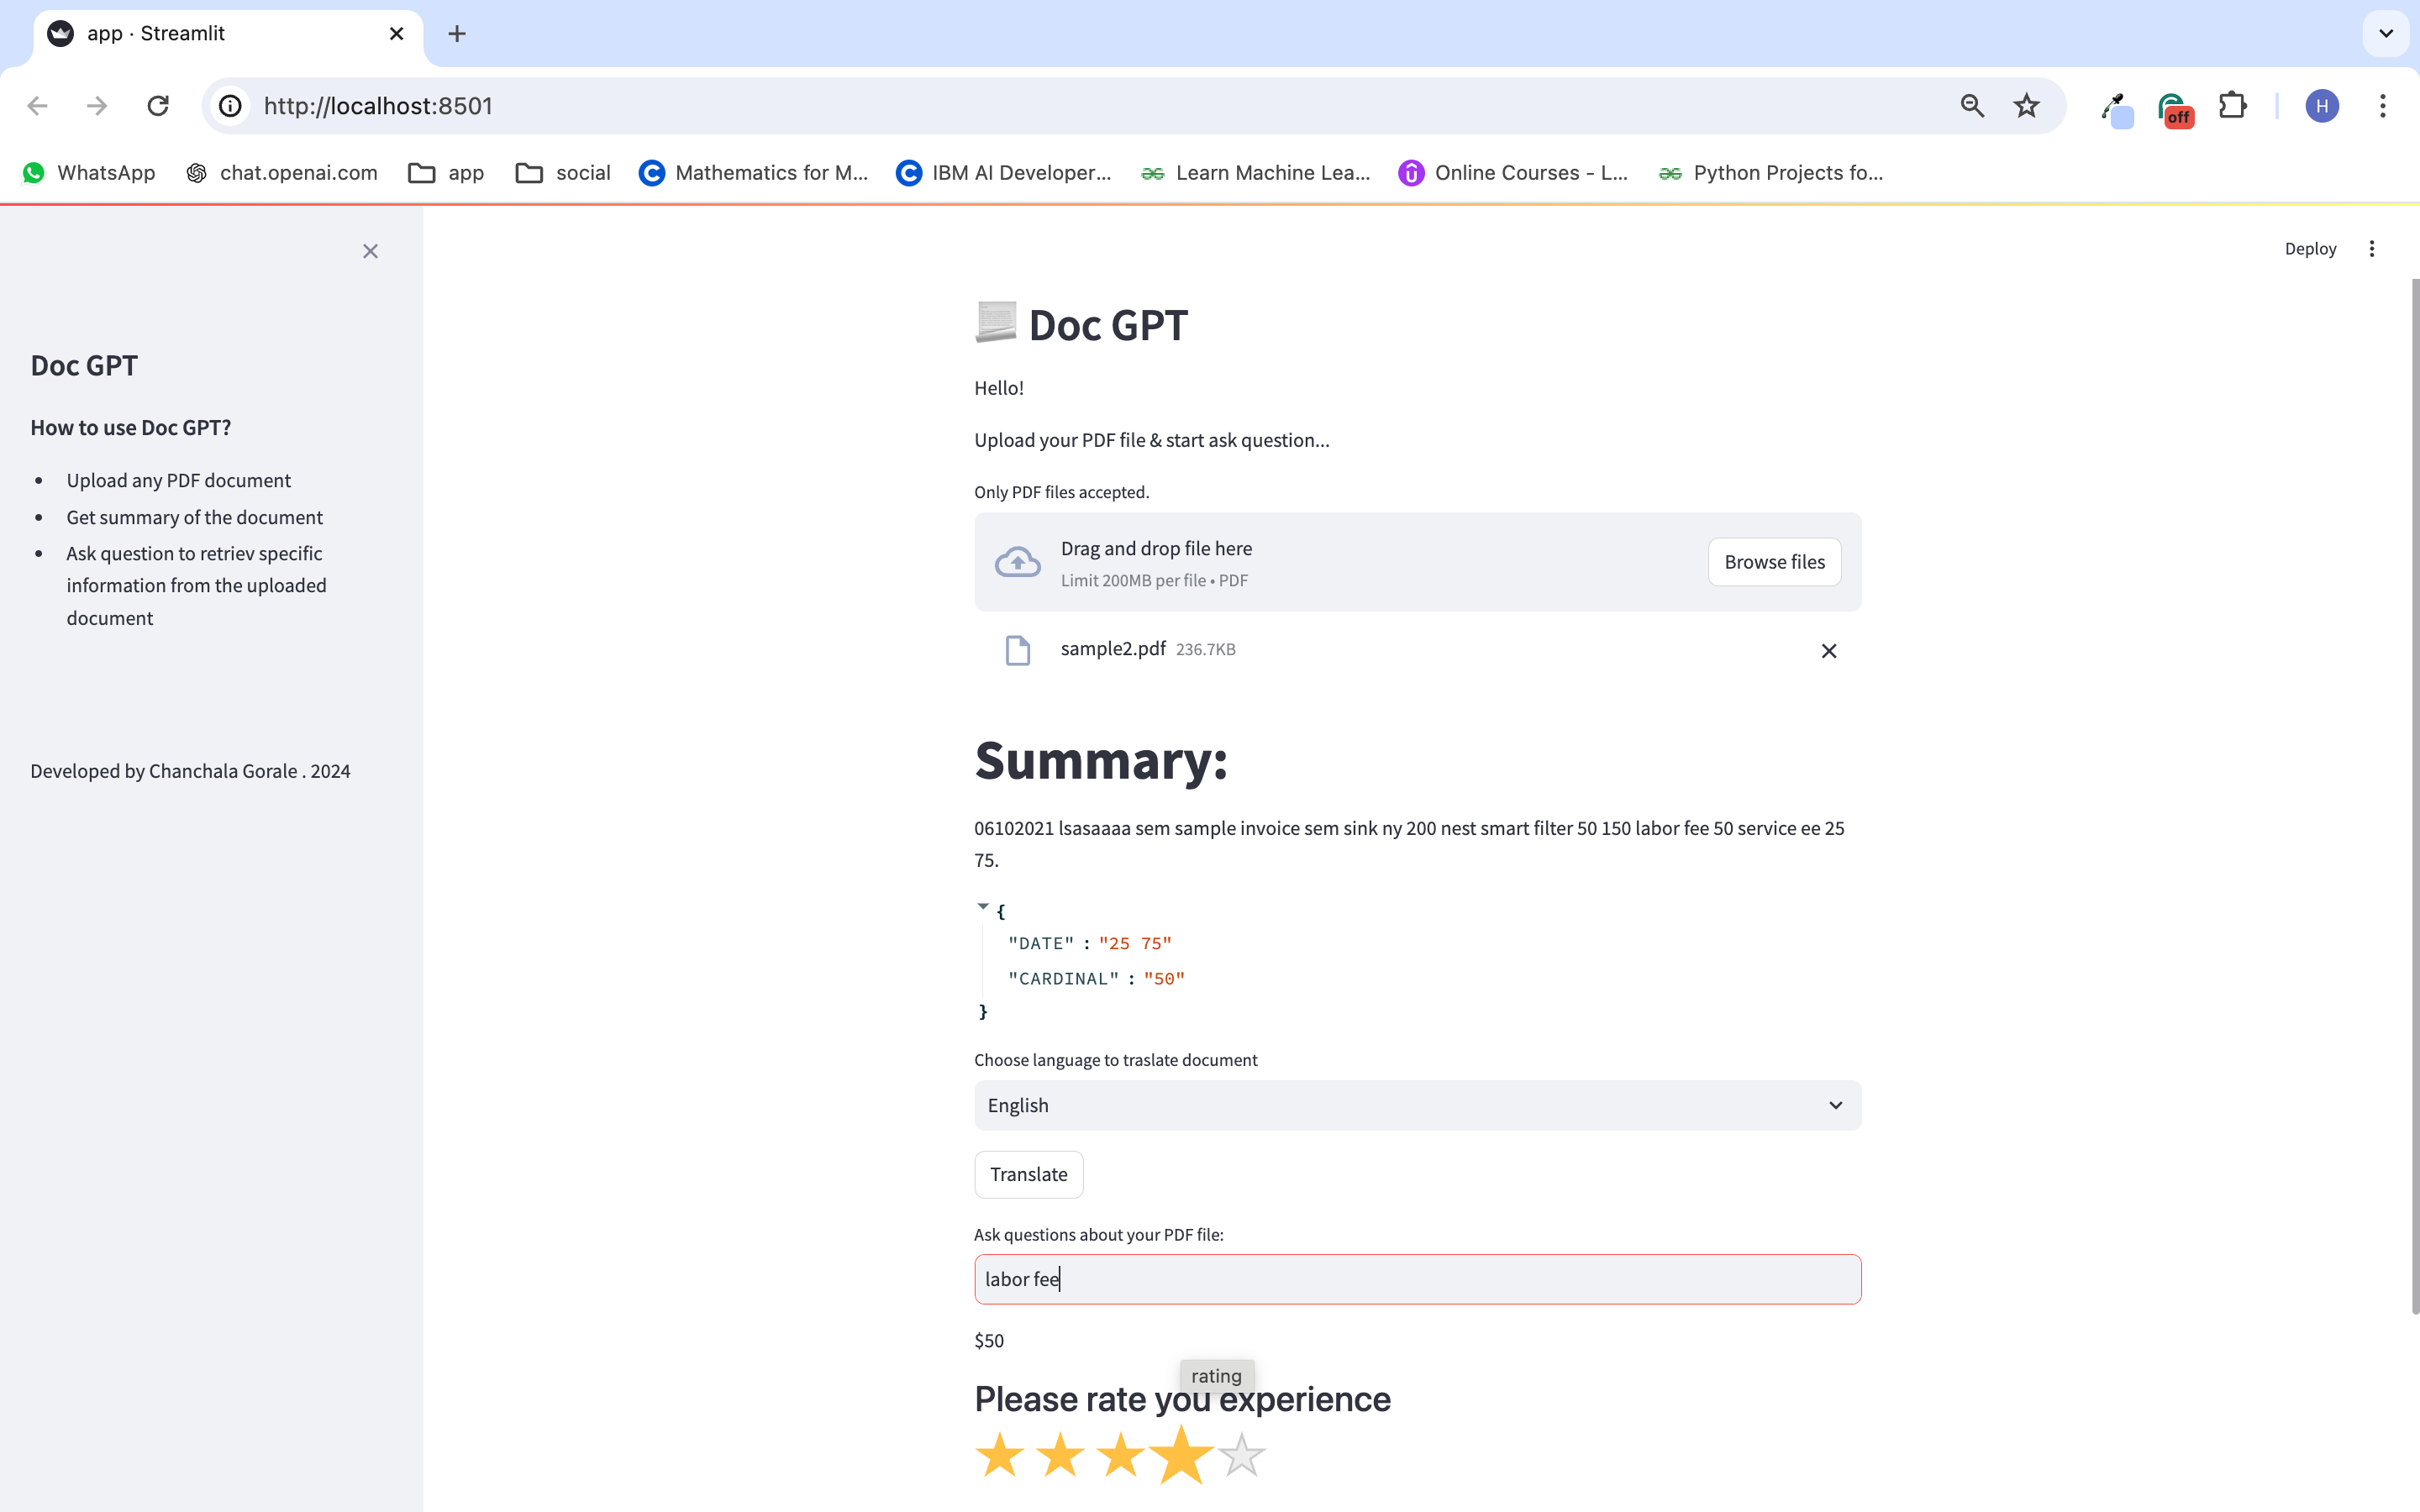 app · Streamlit
http://localhost:8501
off
H
WhatsApp
chat.openai.com
app
social
Mathematics for M...
IBM AI Developer...
Learn Machine Lea...
Online Courses - L...
Python Projects fo...
Deploy
Doc GPT
How to use Doc GPT?
Upload any PDF document
Get summary of the document
Ask question to retriev specific
information from the uploaded
document
Developed by Chanchala Gorale . 2024
Doc GPT
Hello!
Upload your PDF file & start ask question...
Only PDF files accepted.
Drag and drop file here
Limit 200MB per file • PDF
Browse files
sample2.pdf 236.7KB
Summary:
06102021 lsasaaaa sem sample invoice sem sink ny 200 nest smart filter 50 150 labor fee 50 service ee 25
75.
{
"DATE" : "25 75"
"CARDINAL" : "50"
}
Choose language to traslate document
English
Translate
Ask questions about your PDF file:
labor fee
$50
rating
Please rate you experience